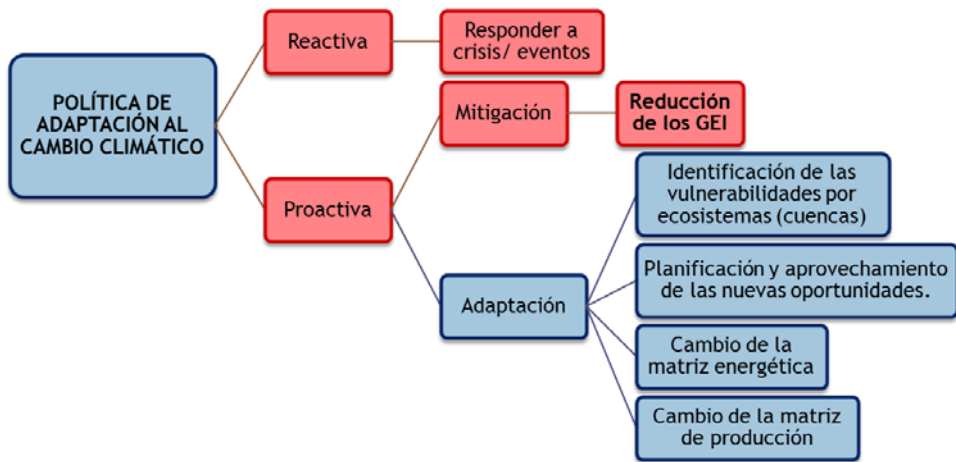 POLÍTICA DE
ADAPTACIÓN AL
CAMBIO CLIMÁTICO
Reactiva
Responder a
crisis/ eventos
Proactiva
Mitigación
Reducción
de los GEI
Adaptación
Identificación de las
vulnerabilidades por
ecosistemas (cuencas)
Planificación y aprovechamiento
de las nuevas oportunidades.
Cambio de la
matriz energética
Cambio de la matriz
de producción